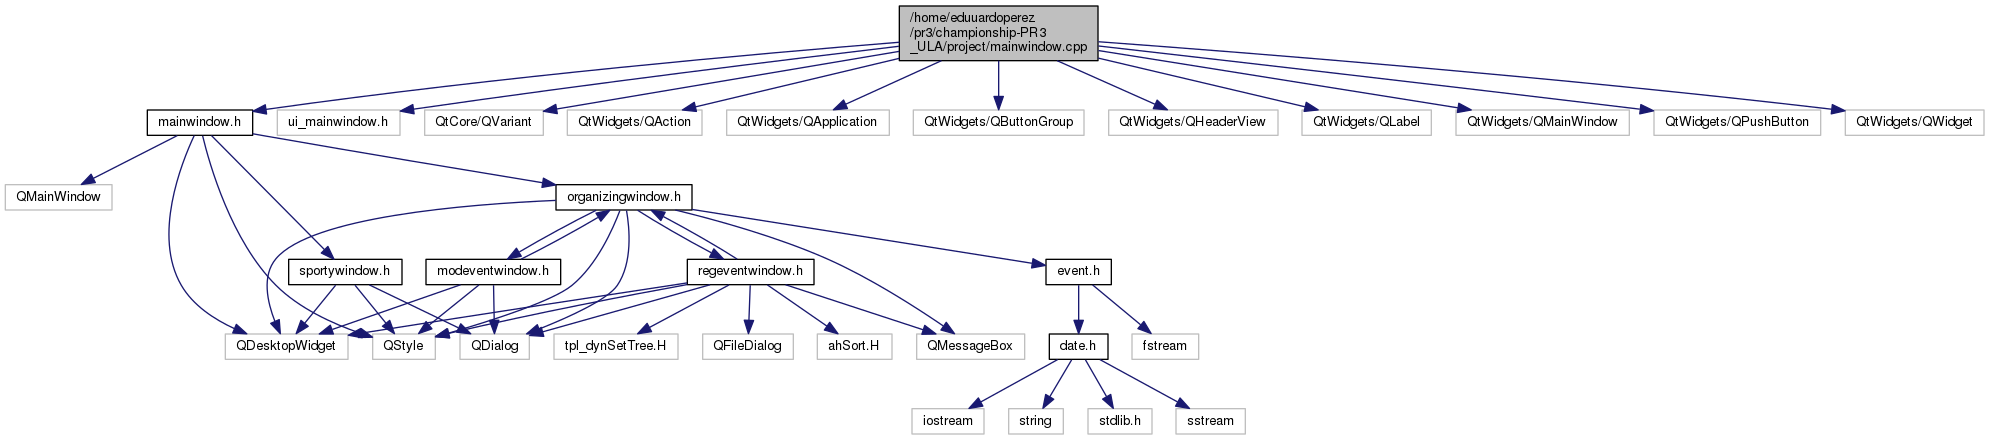 /home/eduuardoperez
/pr3/championship-PR3
_ULA/project/mainwindow.cpp
mainwindow.h
ui_mainwindow.h
QtCore/QVariant
QtWidgets/QAction
QtWidgets/QApplication
QtWidgets/QButtonGroup
QtWidgets/QHeaderView
QtWidgets/QLabel
QtWidgets/QMainWindow
QtWidgets/QPushButton
QtWidgets/QWidget
QMainWindow
organizingwindow.h
sportywindow.h
modeventwindow.h
regeventwindow.h
event.h
QDesktopWidget
QStyle
QDialog
tpl_dynSetTree.H
QFileDialog
ahSort.H
QMessageBox
date.h
fstream
iostream
string
stdlib.h
sstream